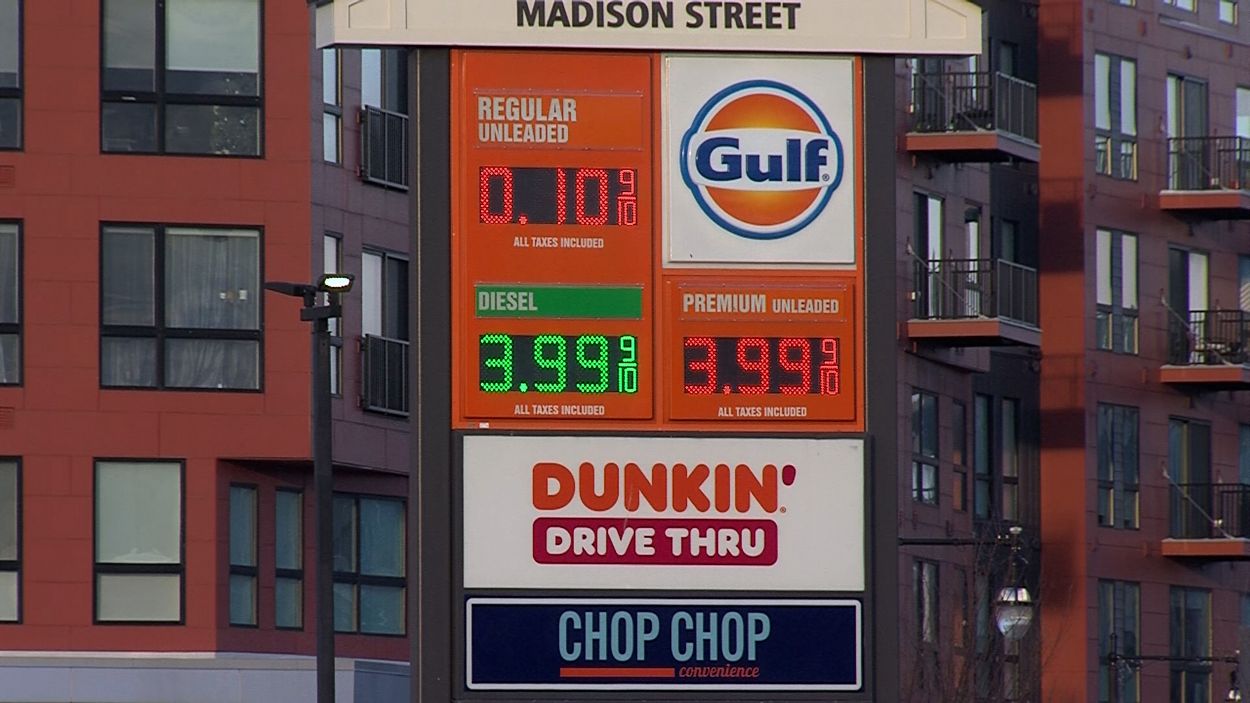 MADISON STREET
REGULAR
UNLEADED
0.10 9/10
ALL TAXES INCLUDED
Gulf®
DIESEL
3.99 9/10
ALL TAXES INCLUDED
PREMIUM UNLEADED
3.99 9/10
ALL TAXES INCLUDED
DUNKIN'®
DRIVE THRU
CHOP CHOP
convenience